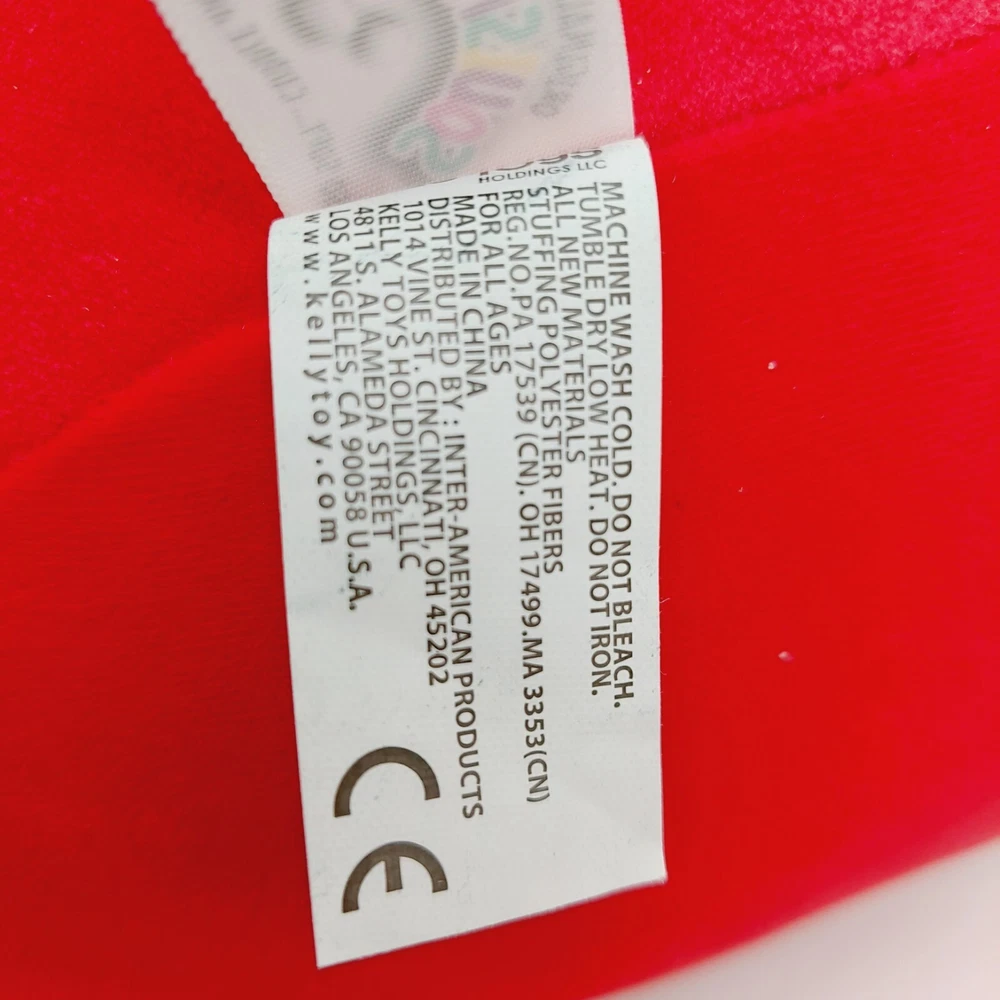 HOLDINGS LLC
MACHINE WASH COLD. DO NOT BLEACH.
TUMBLE DRY LOW HEAT. DO NOT IRON.
ALL NEW MATERIALS
STUFFING POLYESTER FIBERS
REG.NO.PA 17539 (CN). OH 17499.MA 3353(CN)
FOR ALL AGES
MADE IN CHINA
DISTRIBUTED BY : INTER-AMERICAN PRODUCTS
1014 VINE ST. CINCINNATI, OH 45202
KELLY TOYS HOLDINGS, LLC
4811 S. ALAMEDA STREET
LOS ANGELES, CA 90058 U.S.A.
www.kellytoy.com
CE